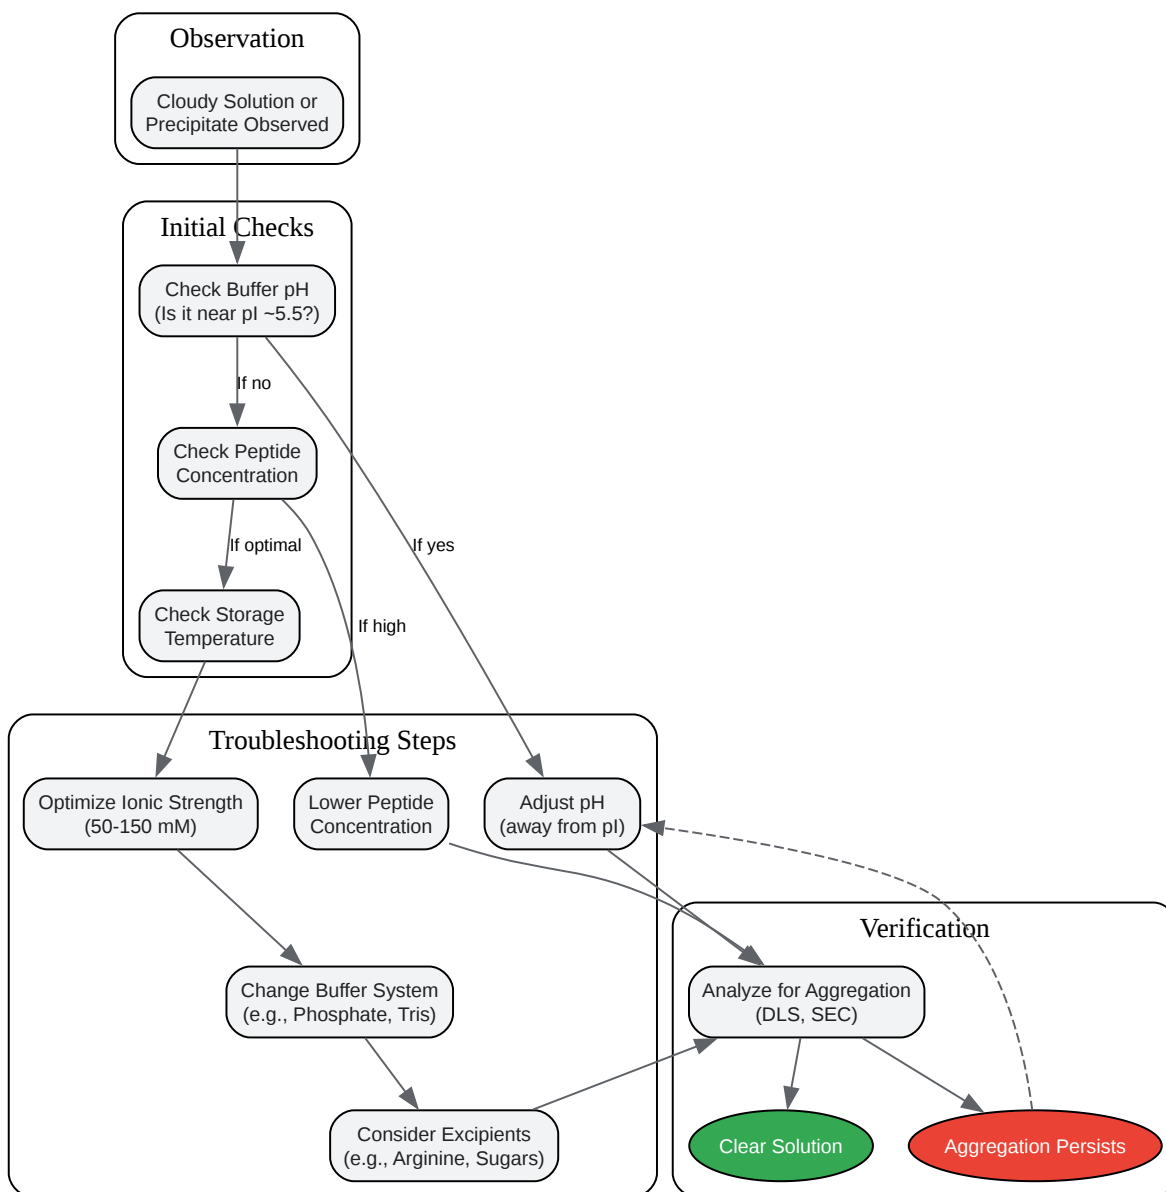 Observation
Cloudy Solution or
Precipitate Observed
Initial Checks
Check Buffer pH
(Is it near pI ~5.5?)
If no
Check Peptide
Concentration
If optimal
If yes
Check Storage
Temperature
If high
Troubleshooting Steps
Optimize Ionic Strength
(50-150 mM)
Lower Peptide
Concentration
Adjust pH
(away from pI)
Verification
Change Buffer System
(e.g., Phosphate, Tris)
Analyze for Aggregation
(DLS, SEC)
Consider Excipients
(e.g., Arginine, Sugars)
Clear Solution
Aggregation Persists